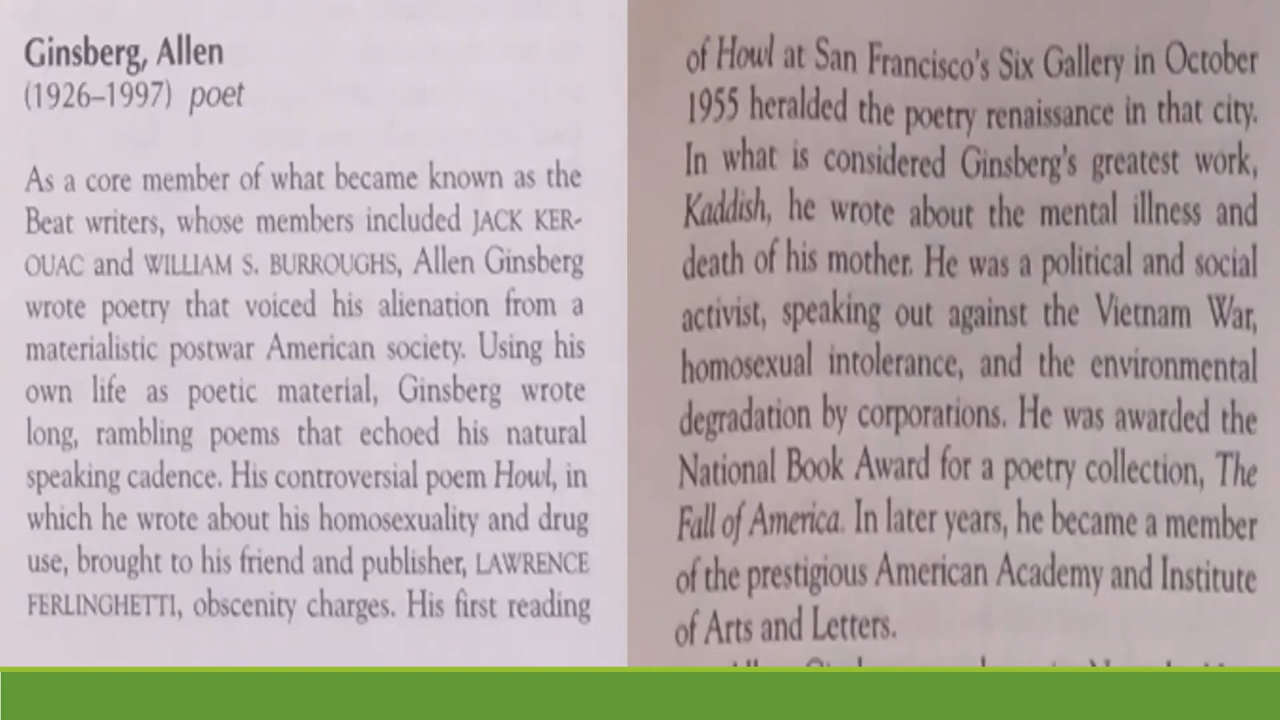 Ginsberg, Allen
(1926–1997) poet
As a core member of what became known as the
Beat writers, whose members included JACK KER-
OUAC and WILLIAM S. BURROUGHS, Allen Ginsberg
wrote poetry that voiced his alienation from a
materialistic postwar American society. Using his
own life as poetic material, Ginsberg wrote
long, rambling poems that echoed his natural
speaking cadence. His controversial poem Howl, in
which he wrote about his homosexuality and drug
use, brought to his friend and publisher, LAWRENCE
FERLINGHETTI, obscenity charges. His first reading
of Howl at San Francisco's Six Gallery in October
1955 heralded the poetry renaissance in that city.
In what is considered Ginsberg's greatest work,
Kaddish, he wrote about the mental illness and
death of his mother. He was a political and social
activist, speaking out against the Vietnam War,
homosexual intolerance, and the environmental
degradation by corporations. He was awarded the
National Book Award for a poetry collection, The
Fall of America. In later years, he became a member
of the prestigious American Academy and Institute
of Arts and Letters.